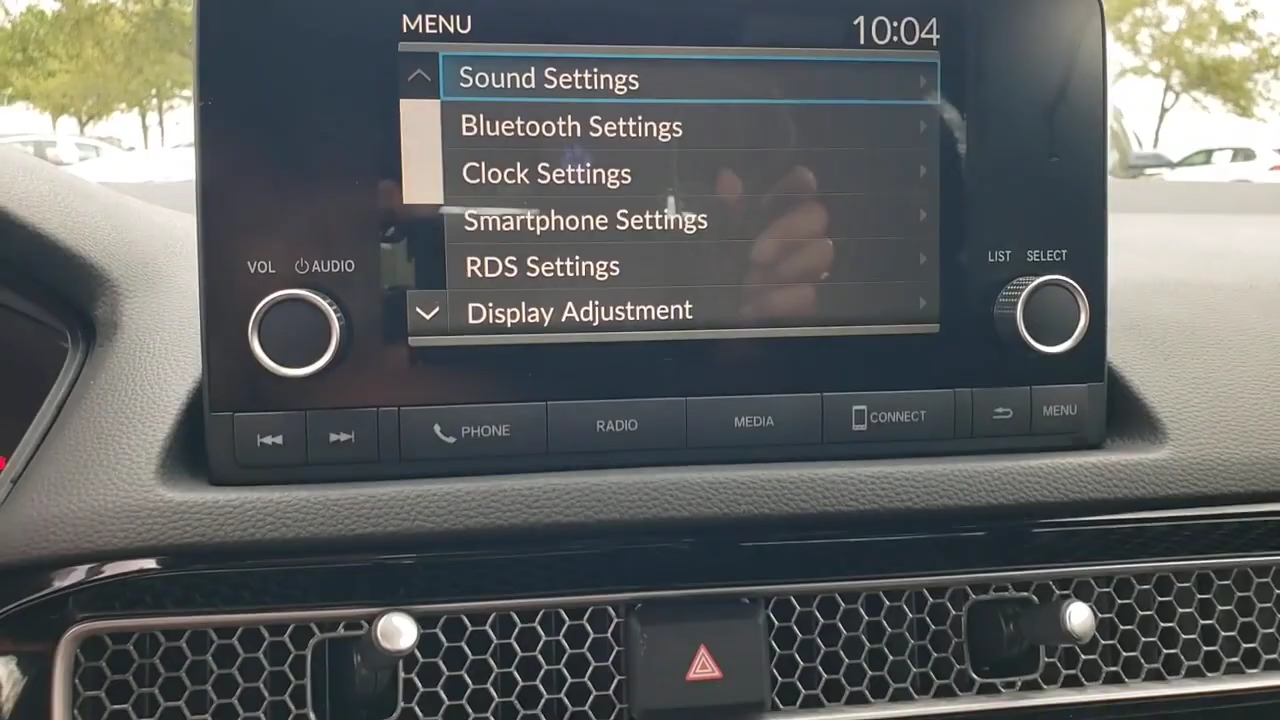 MENU 10:04
Sound Settings
Bluetooth Settings
Clock Settings
Smartphone Settings
RDS Settings
Display Adjustment
VOL AUDIO
LIST SELECT
PHONE RADIO MEDIA CONNECT MENU